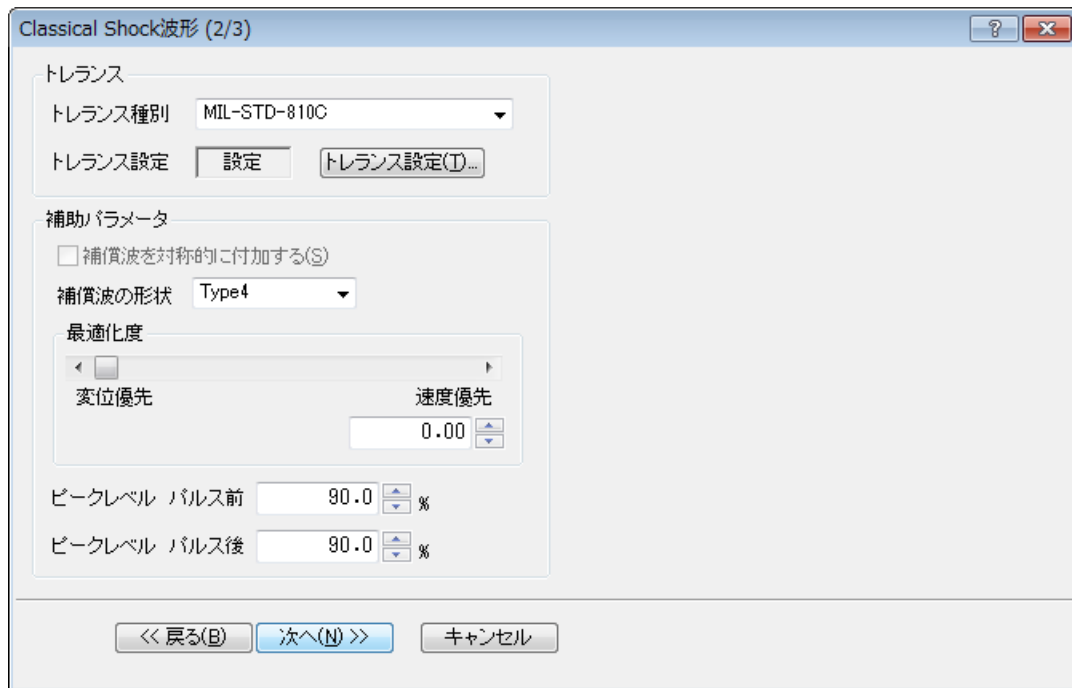 Classical Shock波形 (2/3)
トレランス
トレランス種別 MIL-STD-810C
トレランス設定 設定 トレランス設定(T)...
補助パラメータ
補償波を対称的に付加する(S)
補償波の形状 Type4
最適化度
変位優先 速度優先
0.00
ピークレベル パルス前 90.0 %
ピークレベル パルス後 90.0 %
<< 戻る(B) 次へ(N) >> キャンセル